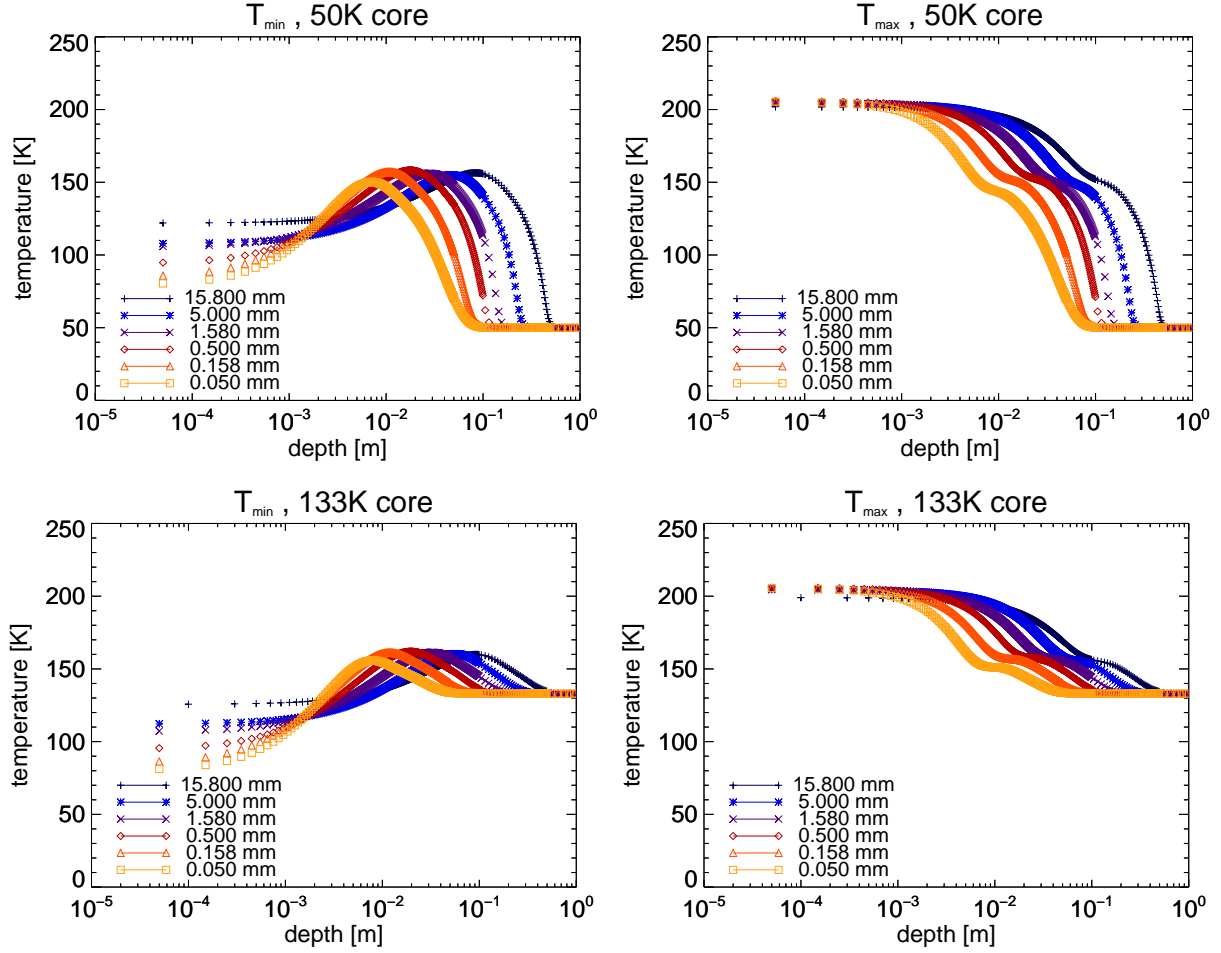 T_min , 50K core
250
200
150
100
50
0
temperature [K]
15.800 mm
5.000 mm
1.580 mm
0.500 mm
0.158 mm
0.050 mm
10^−5 10^−4 10^−3 10^−2 10^−1 10^0
depth [m]
T_max , 50K core
250
200
150
100
50
0
temperature [K]
15.800 mm
5.000 mm
1.580 mm
0.500 mm
0.158 mm
0.050 mm
10^−5 10^−4 10^−3 10^−2 10^−1 10^0
depth [m]
T_min , 133K core
250
200
150
100
50
0
temperature [K]
15.800 mm
5.000 mm
1.580 mm
0.500 mm
0.158 mm
0.050 mm
10^−5 10^−4 10^−3 10^−2 10^−1 10^0
depth [m]
T_max , 133K core
250
200
150
100
50
0
temperature [K]
15.800 mm
5.000 mm
1.580 mm
0.500 mm
0.158 mm
0.050 mm
10^−5 10^−4 10^−3 10^−2 10^−1 10^0
depth [m]